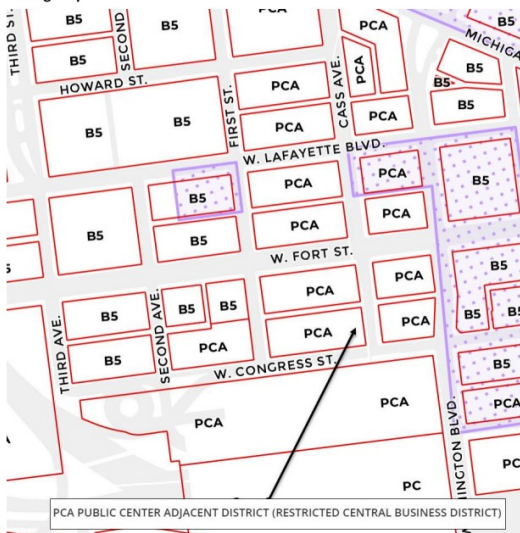 PCA
B5
B5
B5
MICHIGA
THIRD ST.
SECOND
B5
PCA
B5
HOWARD ST.
PCA
B5
B5
B5
B5
FIRST ST.
PCA
CASS AVE.
PCA
W. LAFAYETTE BLVD.
PCA
B5
B5
PCA
PCA
B5
B5
PCA
B5
W. FORT ST.
PCA
PCA
B5
B5
B5
B5
PCA
PCA
B5
B5
THIRD AVE.
B5
SECOND AVE.
PCA
W. CONGRESS ST.
B5
PCA
PCA
PCA
INGTON BLVD.
PC
PC
PCA PUBLIC CENTER ADJACENT DISTRICT (RESTRICTED CENTRAL BUSINESS DISTRICT)